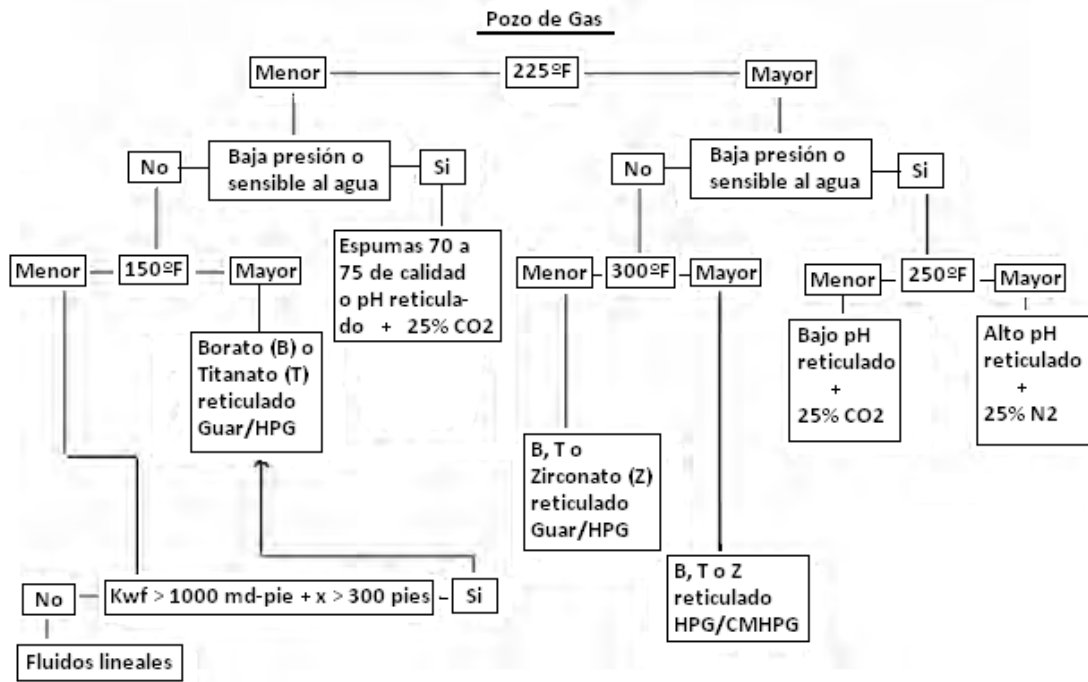 Pozo de Gas
Menor
225ºF
Mayor
No
Baja presión o
sensible al agua
Si
No
Baja presión o
sensible al agua
Si
Menor
150ºF
Mayor
Espumas 70 a
75 de calidad
o pH reticula-
do + 25% CO2
Menor
300ºF
Mayor
Menor
250ºF
Mayor
Borato (B) o
Titanato (T)
reticulado
Guar/HPG
Bajo pH
reticulado
+
25% CO2
Alto pH
reticulado
+
25% N2
B, T o
Zirconato (Z)
reticulado
Guar/HPG
B, T o Z
reticulado
HPG/CMHPG
No
Kwf > 1000 md-pie + x > 300 pies
Si
Fluidos lineales